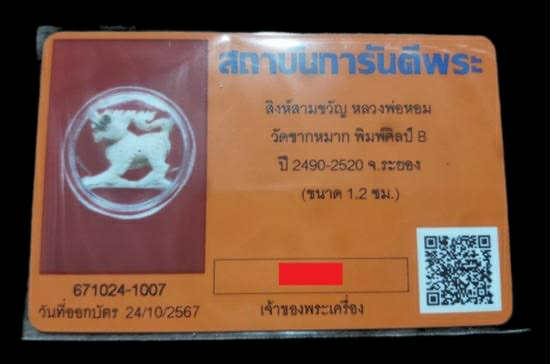 สถาบันการันตีพระ
สิงห์สามขวัญ หลวงพ่อหอม
วัดซากหมาก พิมพ์ศิลป์ B
ปี 2490-2520 จ.ระยอง
(ขนาด 1.2 ซม.)
671024-1007
วันที่ออกบัตร 24/10/2567
เจ้าของพระเครื่อง